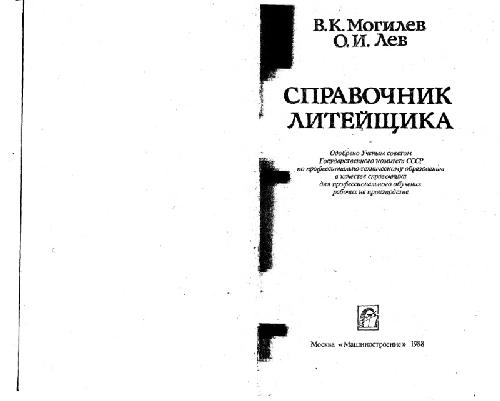 В.К. Могилев
О.И. Лев
СПРАВОЧНИК
ЛИТЕЙЩИКА
Одобрено Ученым советом
Государственного комитета СССР
по профессионально-техническому образованию
в качестве справочника
для профессионального обучения
рабочих на производстве
Москва «Машиностроение» 1988